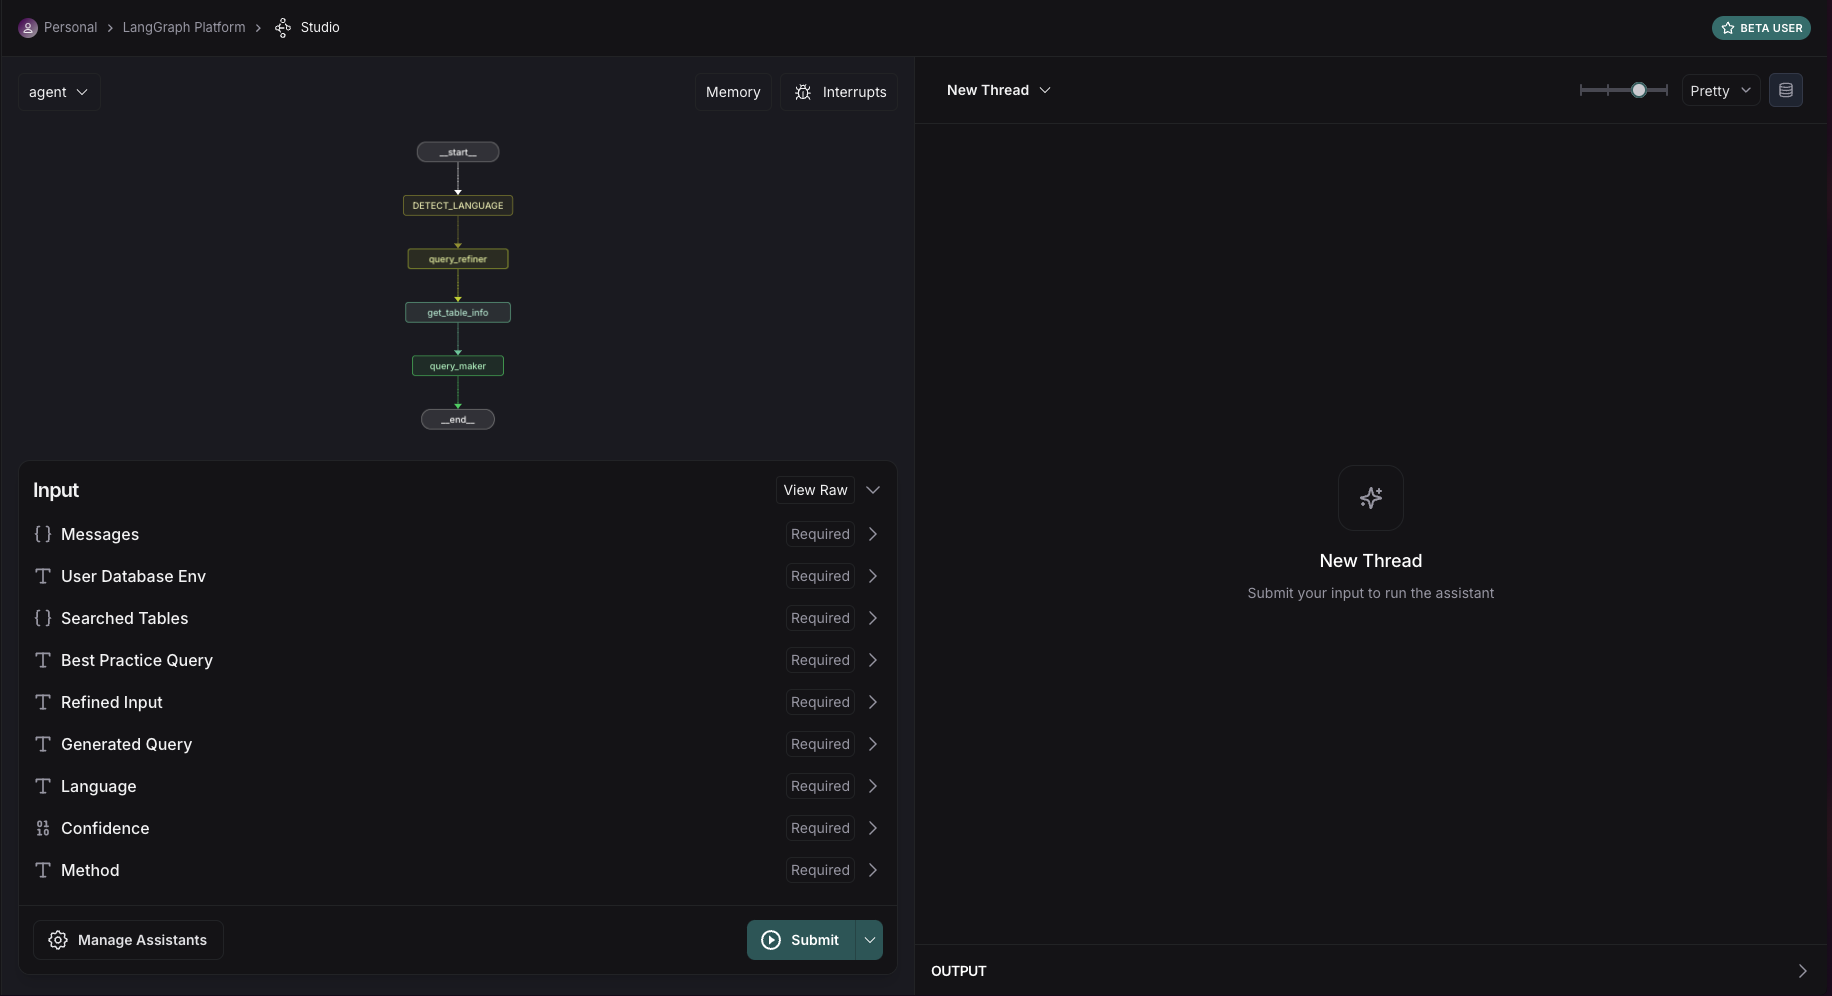 Personal > LangGraph Platform > Studio
BETA USER
agent
Memory
Interrupts
__start__
DETECT_LANGUAGE
query_refiner
get_table_info
query_maker
__end__
Input
View Raw
Messages Required
User Database Env Required
Searched Tables Required
Best Practice Query Required
Refined Input Required
Generated Query Required
Language Required
Confidence Required
Method Required
Manage Assistants
Submit
New Thread
Pretty
New Thread
Submit your input to run the assistant
OUTPUT